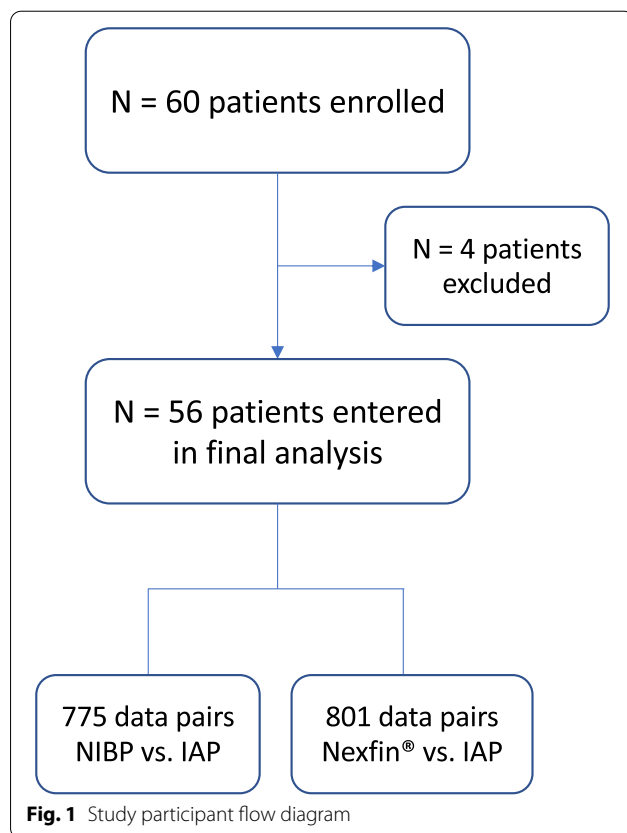 N = 60 patients enrolled
N = 4 patients
excluded
N = 56 patients entered
in final analysis
775 data pairs
NIBP vs. IAP
801 data pairs
Nexfin® vs. IAP
Fig. 1 Study participant flow diagram